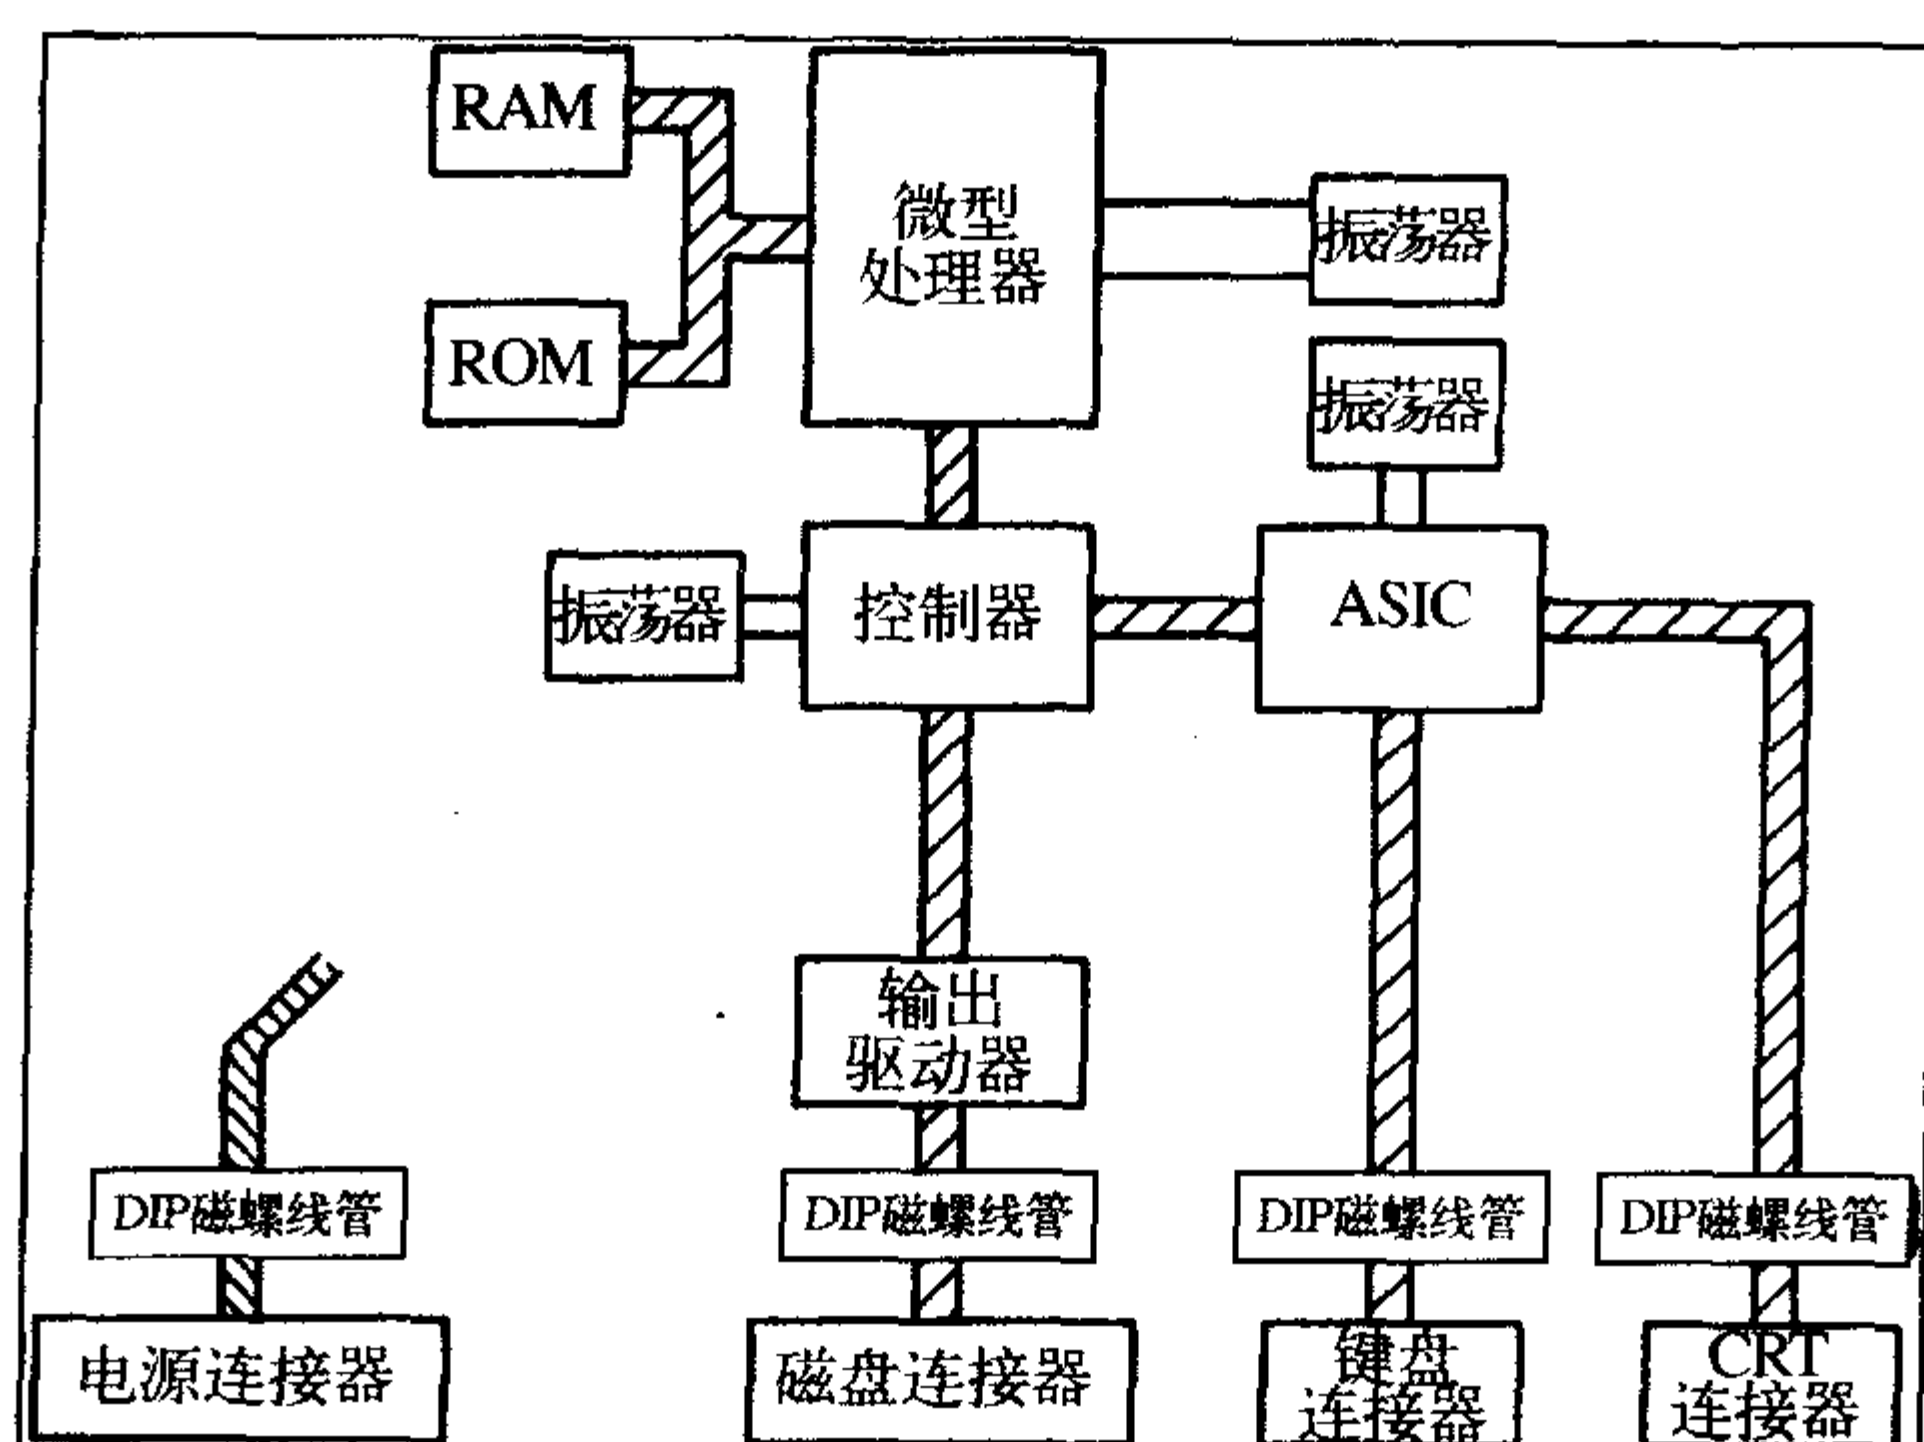 RAM
微型
处理器
振荡器
ROM
振荡器
振荡器
控制器
ASIC
输出
驱动器
DIP磁螺线管
DIP磁螺线管
DIP磁螺线管
DIP磁螺线管
电源连接器
磁盘连接器
键盘
连接器
CRT
连接器